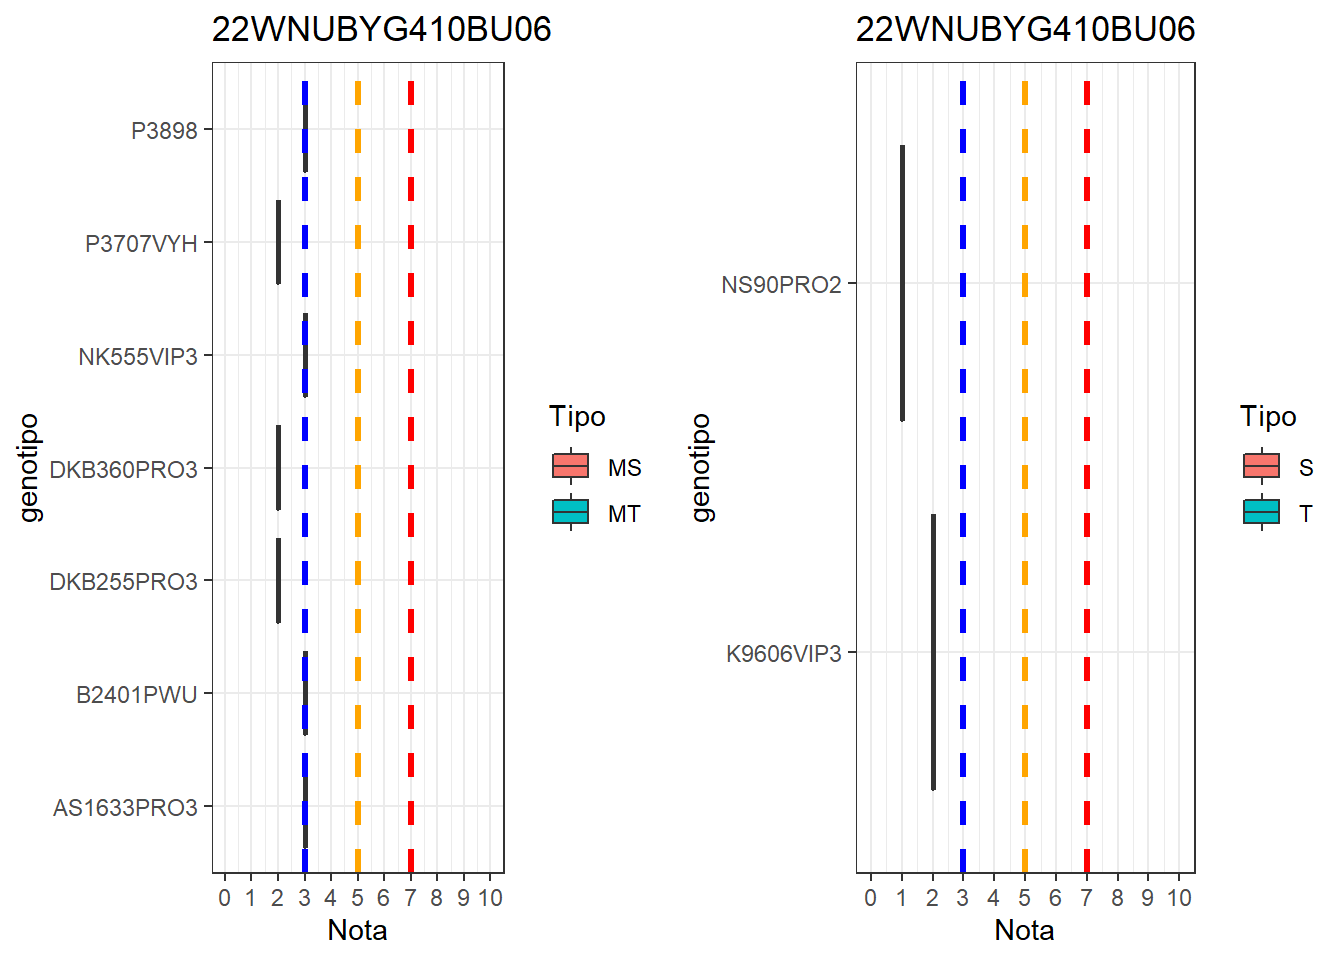 22WNUBYG410BU06
P3898
P3707VYH
NK555VIP3
DKB360PRO3
DKB255PRO3
B2401PWU
AS1633PRO3
genotipo
0 1 2 3 4 5 6 7 8 9 10
Nota
Tipo
MS
MT
22WNUBYG410BU06
NS90PRO2
K9606VIP3
genotipo
0 1 2 3 4 5 6 7 8 9 10
Nota
Tipo
S
T